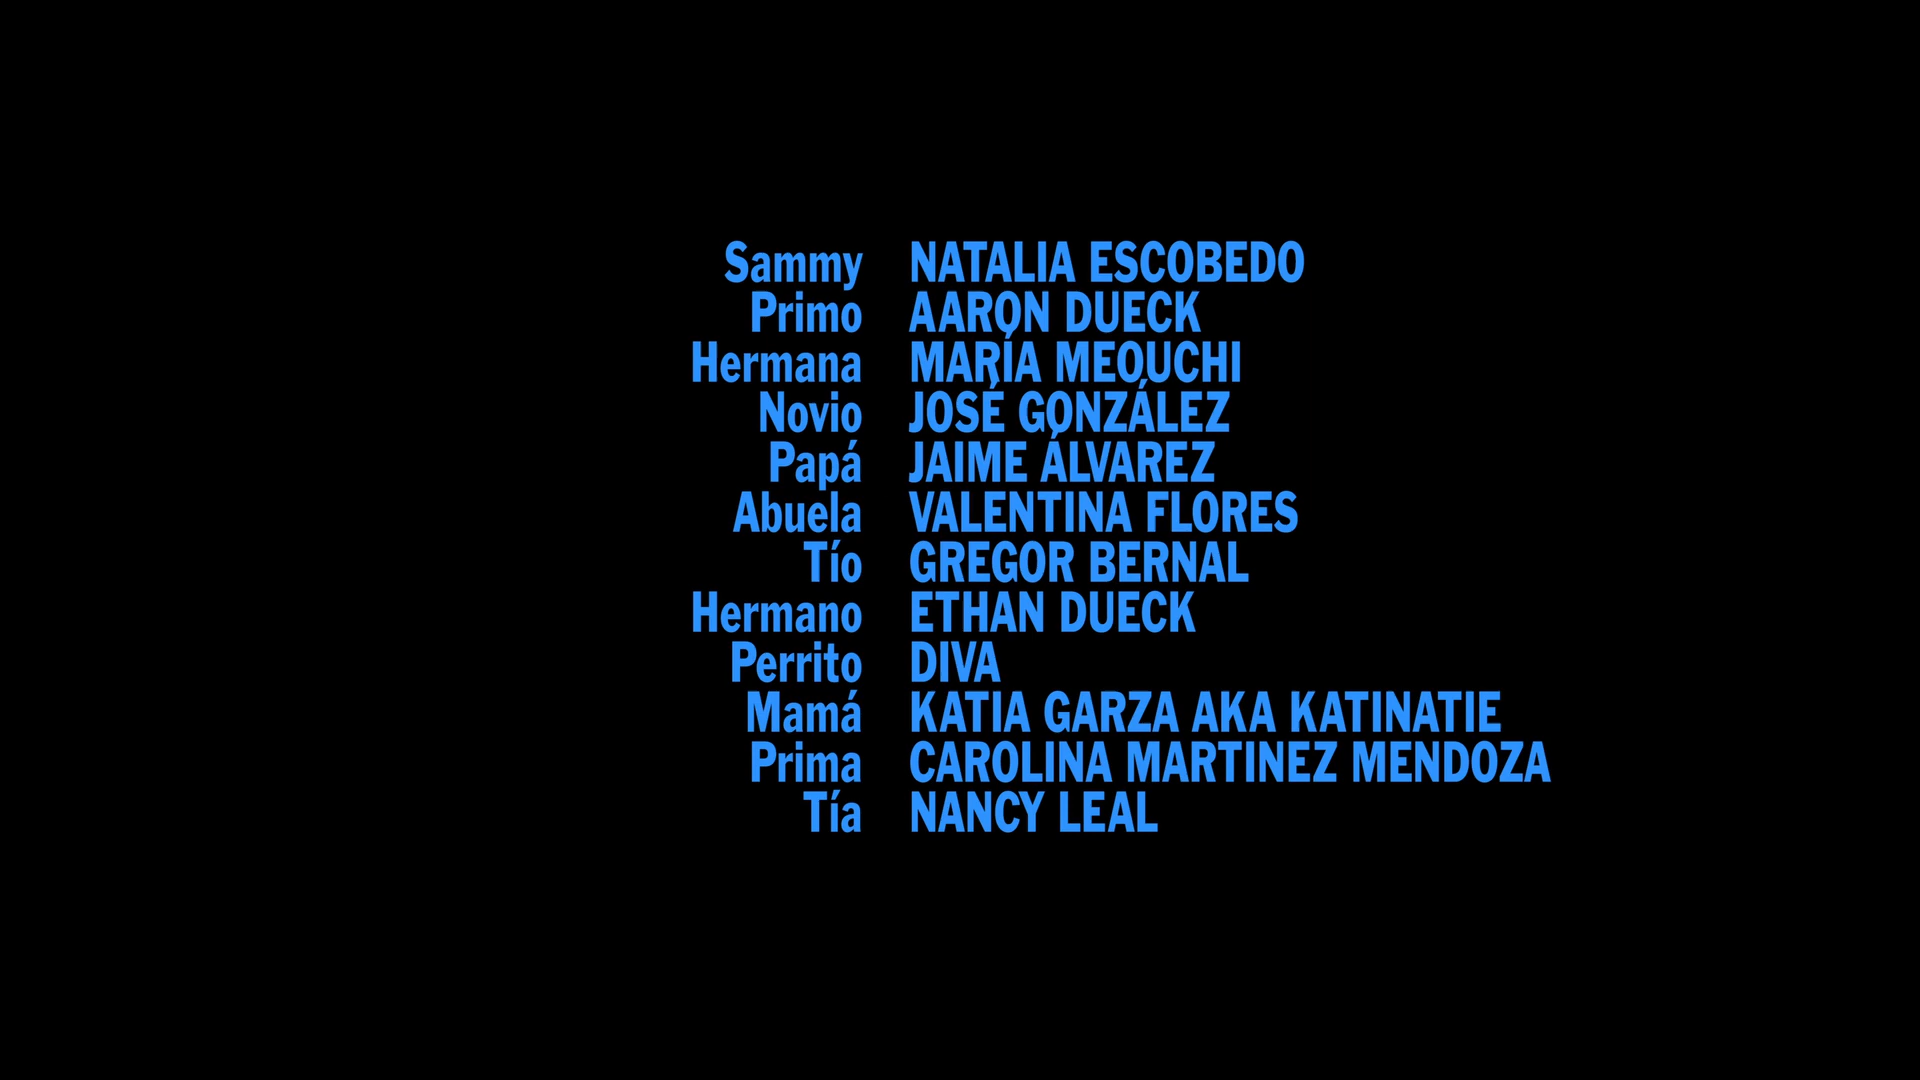 Sammy NATALIA ESCOBEDO
Primo AARON DUECK
Hermana MARÍA MEOUCHI
Novio JOSÉ GONZÁLEZ
Papá JAIME ÁLVAREZ
Abuela VALENTINA FLORES
Tío GREGOR BERNAL
Hermano ETHAN DUECK
Perrito DIVA
Mamá KATIA GARZA AKA KATINATIE
Prima CAROLINA MARTINEZ MENDOZA
Tía NANCY LEAL